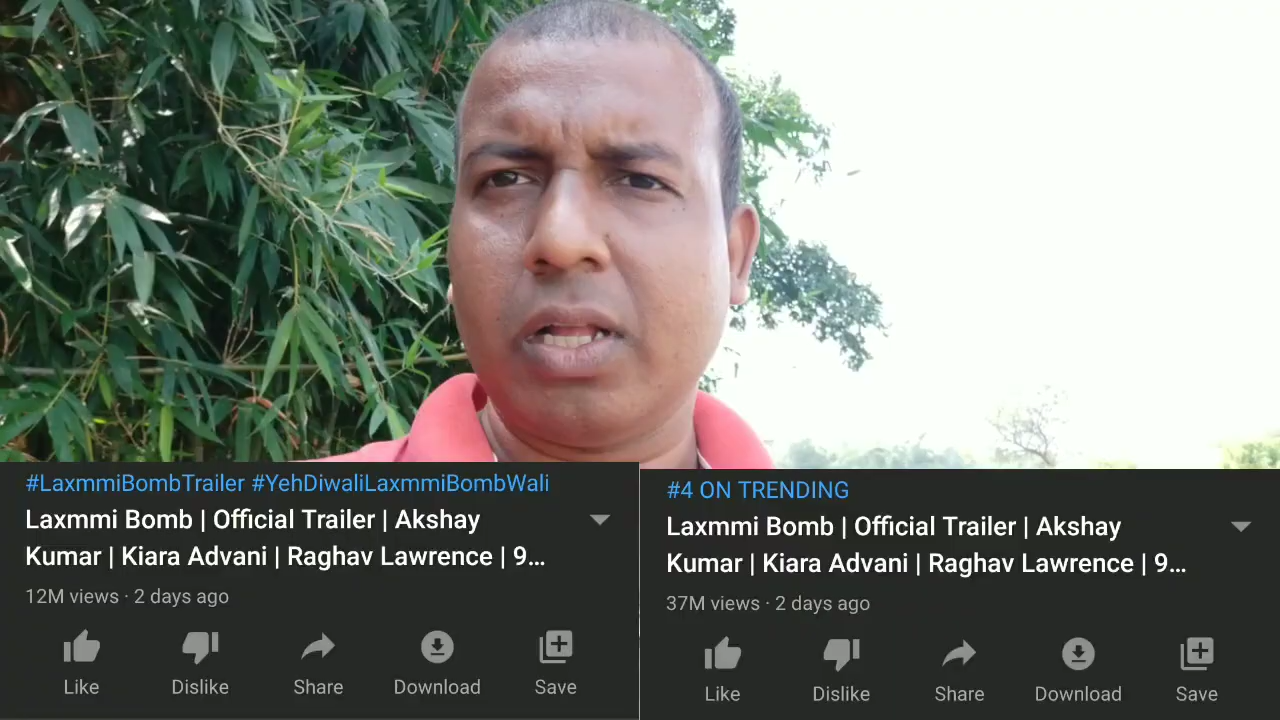 #LaxmmiBombTrailer #YehDiwaliLaxmmiBombWali
Laxmmi Bomb | Official Trailer | Akshay
Kumar | Kiara Advani | Raghav Lawrence | 9...
12M views · 2 days ago
Like
Dislike
Share
Download
Save
#4 ON TRENDING
Laxmmi Bomb | Official Trailer | Akshay
Kumar | Kiara Advani | Raghav Lawrence | 9...
37M views · 2 days ago
Like
Dislike
Share
Download
Save